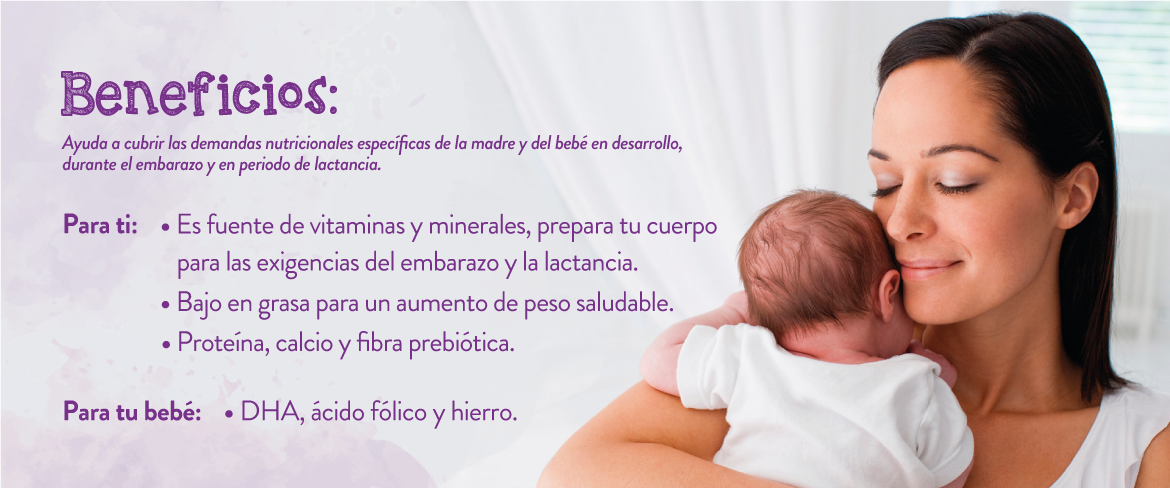 Beneficios:
Ayuda a cubrir las demandas nutricionales específicas de la madre y del bebé en desarrollo,
durante el embarazo y en periodo de lactancia.
Para ti: • Es fuente de vitaminas y minerales, prepara tu cuerpo
para las exigencias del embarazo y la lactancia.
• Bajo en grasa para un aumento de peso saludable.
• Proteína, calcio y fibra prebiótica.
Para tu bebé: • DHA, ácido fólico y hierro.